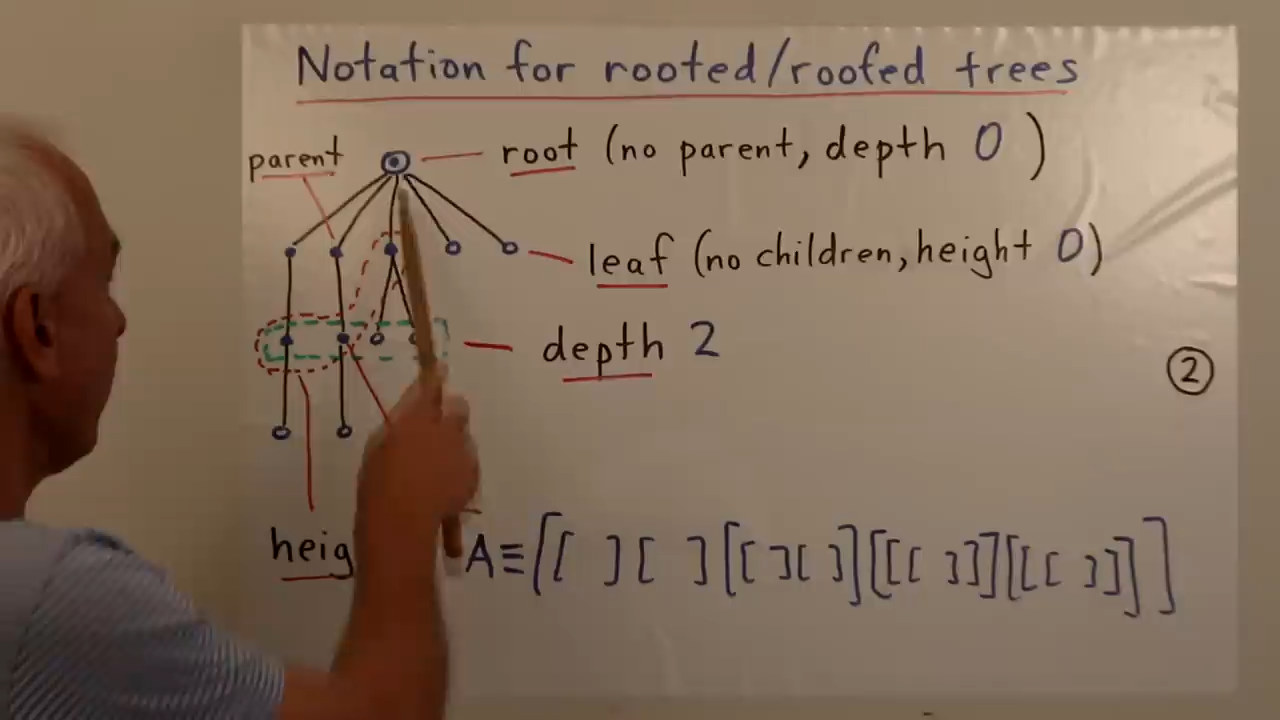 Notation for rooted/roofed trees
parent
root (no parent, depth 0)
leaf (no children, height 0)
depth 2
2
heig
A≡[[ ][ ][[ ][ ]][[[ ]]][[[ ]]]]